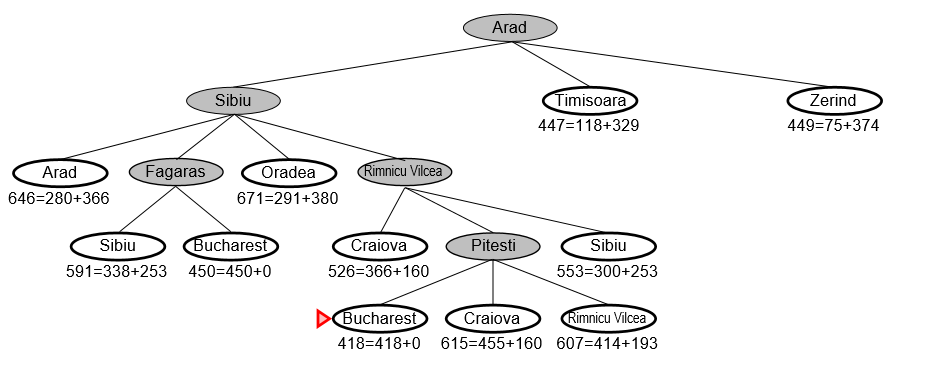 Arad
Sibiu
Timisoara
Zerind
447=118+329
449=75+374
Arad
Fagaras
Oradea
Rimnicu Vilcea
646=280+366
671=291+380
Sibiu
Bucharest
Craiova
Pitesti
Sibiu
591=338+253
450=450+0
526=366+160
553=300+253
Bucharest
Craiova
Rimnicu Vilcea
418=418+0
615=455+160
607=414+193